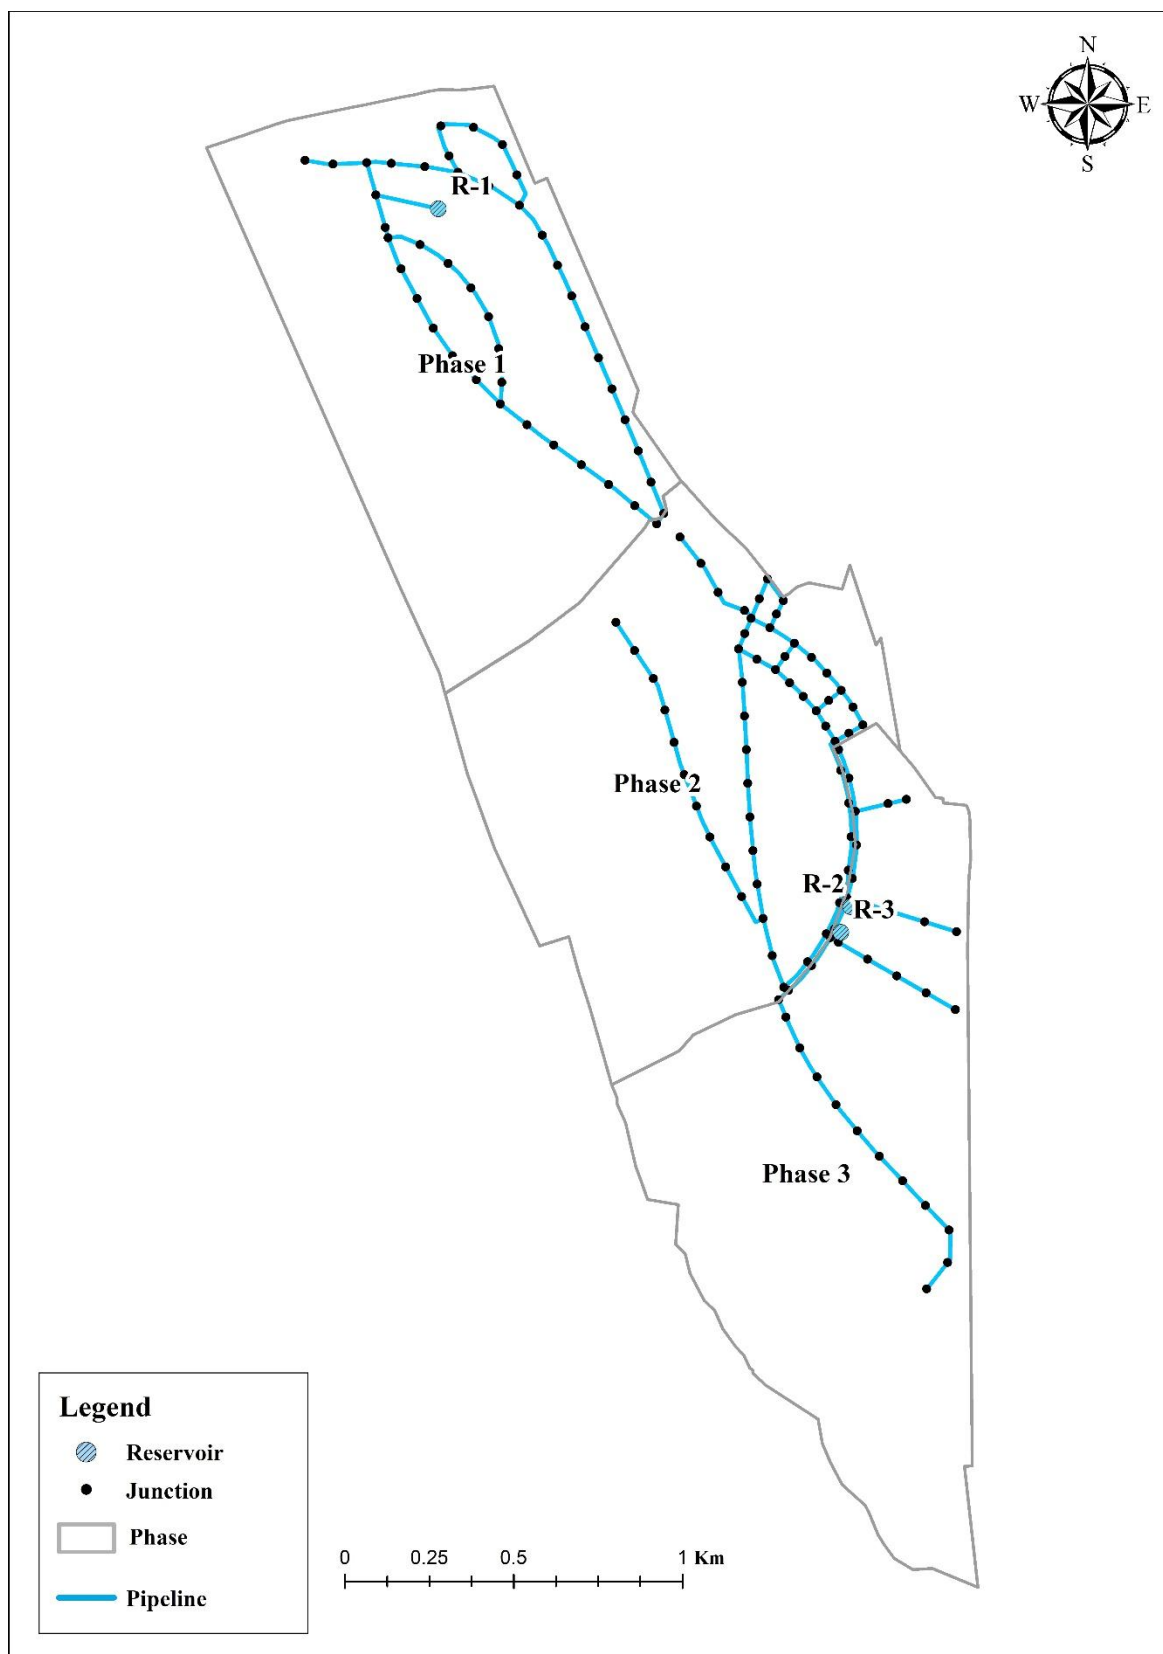 N
W E
S
R-1
Phase 1
Phase 2
R-2
R-3
Phase 3
Legend
Reservoir
Junction
Phase
Pipeline
0 0.25 0.5 1 Km